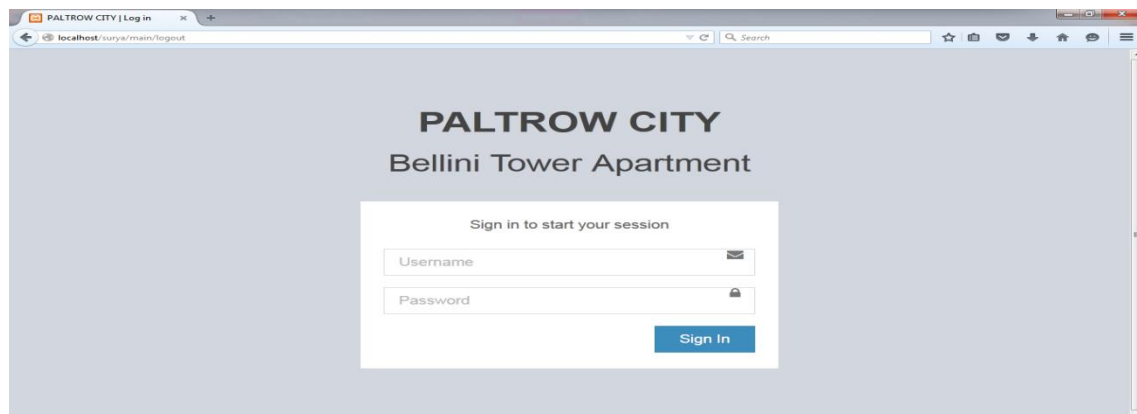 PALTROW CITY | Log in
localhost/surya/main/logout
Search
PALTROW CITY
Bellini Tower Apartment
Sign in to start your session
Username
Password
Sign In